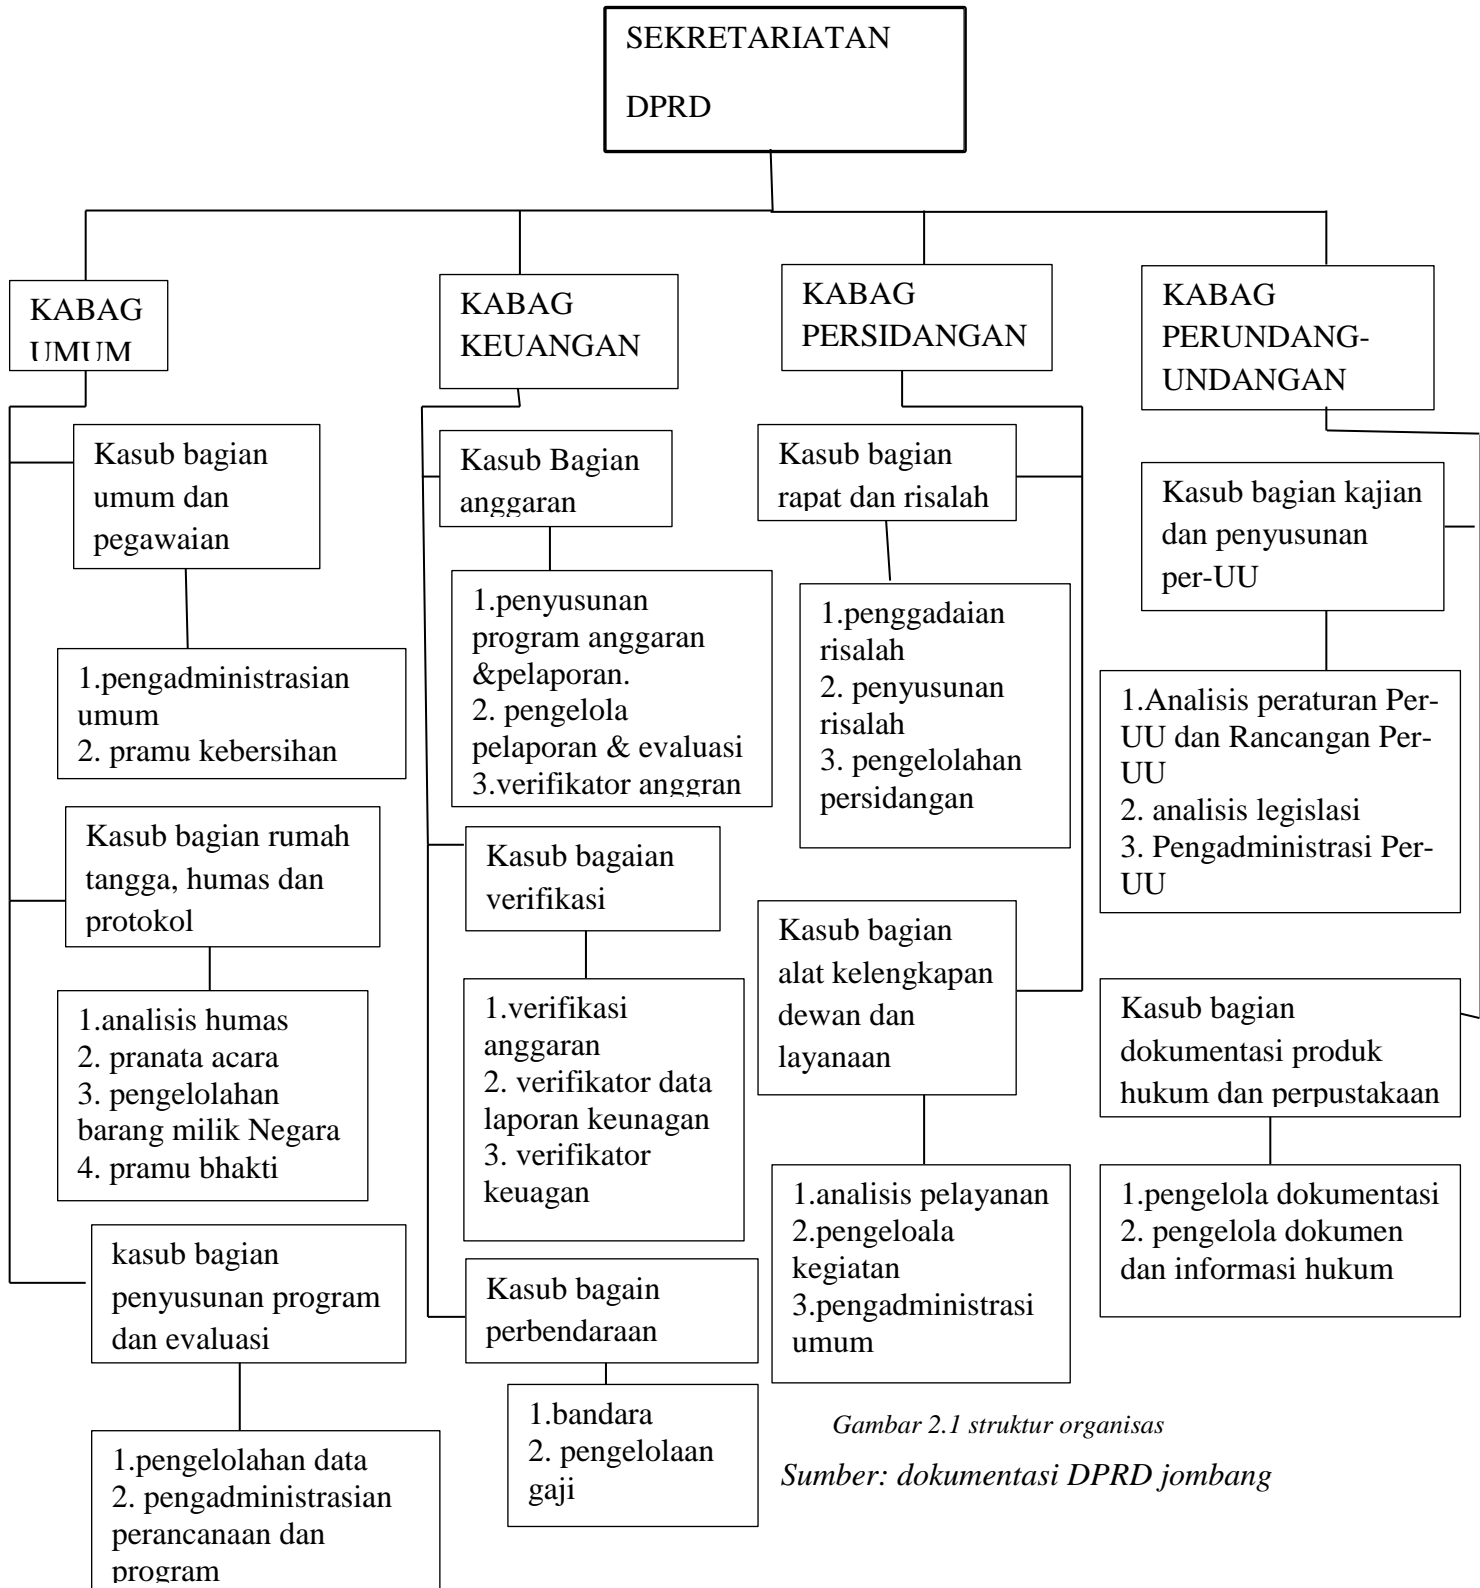 SEKRETARIATAN
DPRD
KABAG
UMUM
KABAG
KEUANGAN
KABAG
PERSIDANGAN
KABAG
PERUNDANG-
UNDANGAN
Kasub bagian
umum dan
pegawaian
1.pengadministrasian
umum
2. pramu kebersihan
Kasub bagian rumah
tangga, humas dan
protokol
1.analisis humas
2. pranata acara
3. pengelolahan
barang milik Negara
4. pramu bhakti
kasub bagian
penyusunan program
dan evaluasi
1.pengelolahan data
2. pengadministrasian
perancanaan dan
program
Kasub Bagian
anggaran
1.penyusunan
program anggaran
&pelaporan.
2. pengelola
pelaporan & evaluasi
3.verifikator anggran
Kasub bagaian
verifikasi
1.verifikasi
anggaran
2. verifikator data
laporan keunagan
3. verifikator
keuagan
Kasub bagain
perbendaraan
1.bandara
2. pengelolaan
gaji
Kasub bagian
rapat dan risalah
1.penggadaian
risalah
2. penyusunan
risalah
3. pengelolahan
persidangan
Kasub bagian
alat kelengkapan
dewan dan
layanaan
1.analisis pelayanan
2.pengeloala
kegiatan
3.pengadministrasi
umum
Kasub bagian kajian
dan penyusunan
per-UU
1.Analisis peraturan Per-
UU dan Rancangan Per-
UU
2. analisis legislasi
3. Pengadministrasi Per-
UU
Kasub bagian
dokumentasi produk
hukum dan perpustakaan
1.pengelola dokumentasi
2. pengelola dokumen
dan informasi hukum
Gambar 2.1 struktur organisas
Sumber: dokumentasi DPRD jombang